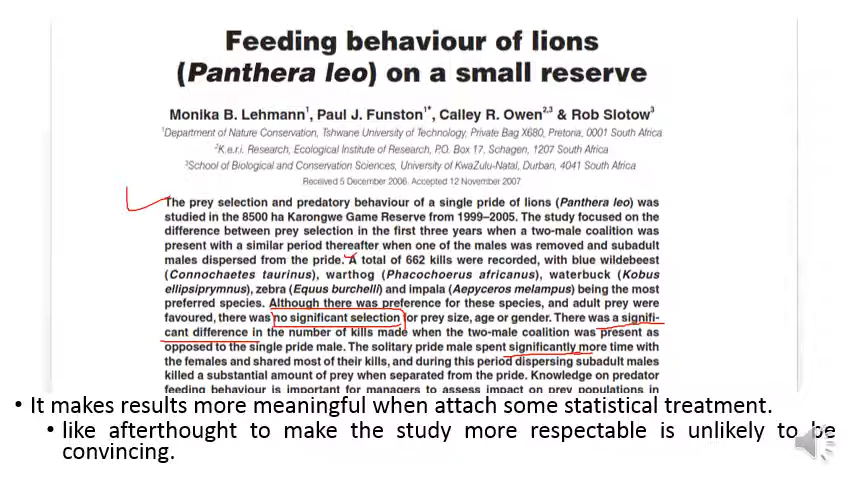 Feeding behaviour of lions
(Panthera leo) on a small reserve
Monika B. Lehmann1, Paul J. Funston1*, Cailey R. Owen2,3 & Rob Slotow3
1Department of Nature Conservation, Tshwane University of Technology, Private Bag X680, Pretoria, 0001 South Africa
2K.e.r.i. Research, Ecological Institute of Research, P.O. Box 17, Schagen, 1207 South Africa
3School of Biological and Conservation Sciences, University of KwaZulu-Natal, Durban, 4041 South Africa
Received 5 December 2006. Accepted 12 November 2007
The prey selection and predatory behaviour of a single pride of lions (Panthera leo) was
studied in the 8500 ha Karongwe Game Reserve from 1999–2005. The study focused on the
difference between prey selection in the first three years when a two-male coalition was
present with a similar period thereafter when one of the males was removed and subadult
males dispersed from the pride. A total of 662 kills were recorded, with blue wildebeest
(Connochaetes taurinus), warthog (Phacochoerus africanus), waterbuck (Kobus
ellipsiprymnus), zebra (Equus burchelli) and impala (Aepyceros melampus) being the most
preferred species. Although there was preference for these species, and adult prey were
favoured, there was no significant selection for prey size, age or gender. There was a signifi-
cant difference in the number of kills made when the two-male coalition was present as
opposed to the single pride male. The solitary pride male spent significantly more time with
the females and shared most of their kills, and during this period dispersing subadult males
killed a substantial amount of prey when separated from the pride. Knowledge on predator
feeding behaviour is important for managers to assess impact on prey populations in
• It makes results more meaningful when attach some statistical treatment.
• like afterthought to make the study more respectable is unlikely to be
convincing.